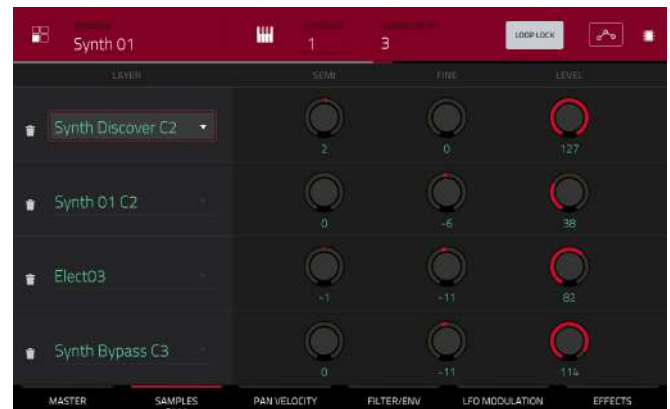 Synth 01
1
3
LOOP LOCK
LAYER SEMI FINE LEVEL
Synth Discover C2
2 0 127
Synth 01 C2
0 -6 38
Elect03
-1 -11 82
Synth Bypass C3
0 -11 114
MASTER SAMPLES PAN VELOCITY FILTER/ENV LFO MODULATION EFFECTS